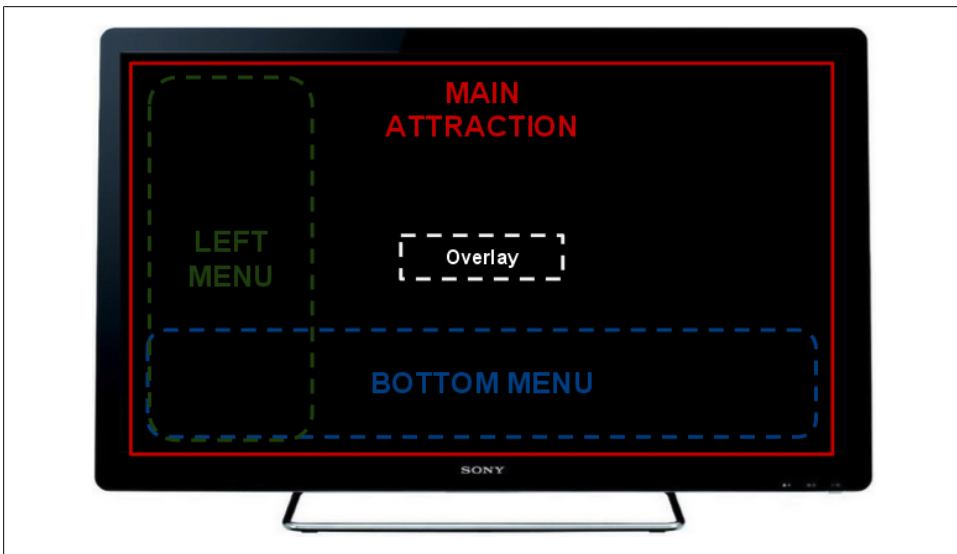 MAIN
ATTRACTION
LEFT
MENU
Overlay
BOTTOM MENU
SONY